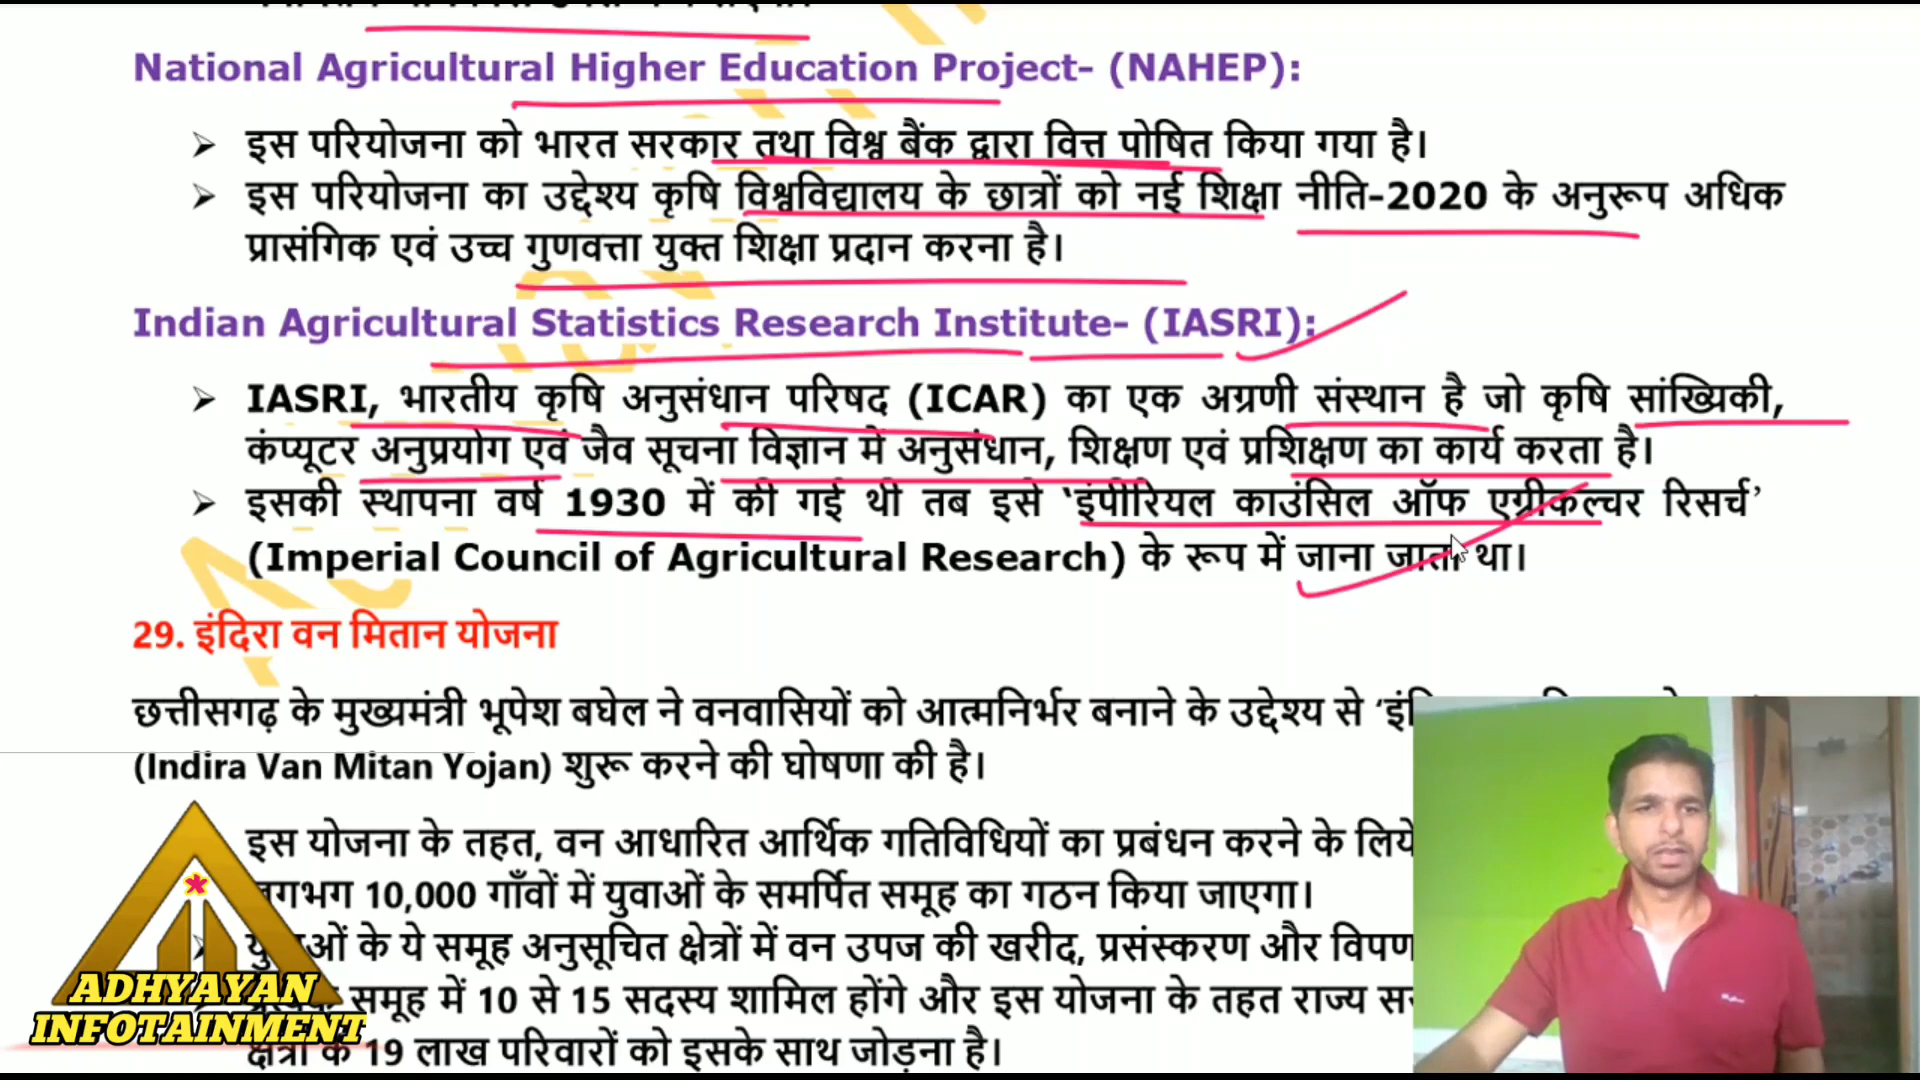 National Agricultural Higher Education Project- (NAHEP):
➢ इस परियोजना को भारत सरकार तथा विश्व बैंक द्वारा वित्त पोषित किया गया है।
➢ इस परियोजना का उद्देश्य कृषि विश्वविद्यालय के छात्रों को नई शिक्षा नीति-2020 के अनुरूप अधिक
प्रासंगिक एवं उच्च गुणवत्ता युक्त शिक्षा प्रदान करना है।
Indian Agricultural Statistics Research Institute- (IASRI):
➢ IASRI, भारतीय कृषि अनुसंधान परिषद (ICAR) का एक अग्रणी संस्थान है जो कृषि सांख्यिकी,
कंप्यूटर अनुप्रयोग एवं जैव सूचना विज्ञान में अनुसंधान, शिक्षण एवं प्रशिक्षण का कार्य करता है।
➢ इसकी स्थापना वर्ष 1930 में की गई थी तब इसे ‘इंपीरियल काउंसिल ऑफ एग्रीकल्चर रिसर्च’
(Imperial Council of Agricultural Research) के रूप में जाना जाता था।
29. इंदिरा वन मितान योजना
छत्तीसगढ़ के मुख्यमंत्री भूपेश बघेल ने वनवासियों को आत्मनिर्भर बनाने के उद्देश्य से
(Indira Van Mitan Yojan) शुरू करने की घोषणा की है।
इस योजना के तहत, वन आधारित आर्थिक गतिविधियों का प्रबंधन करने के लिये
10,000 गाँवों में युवाओं के समर्पित समूह का गठन किया जाएगा।
के ये समूह अनुसूचित क्षेत्रों में वन उपज की खरीद, प्रसंस्करण और
समूह में 10 से 15 सदस्य शामिल होंगे और इस योजना के तहत राज्य
के 19 लाख परिवारों को इसके साथ जोड़ना है।
ADHYAYAN
INFOTAINMENT